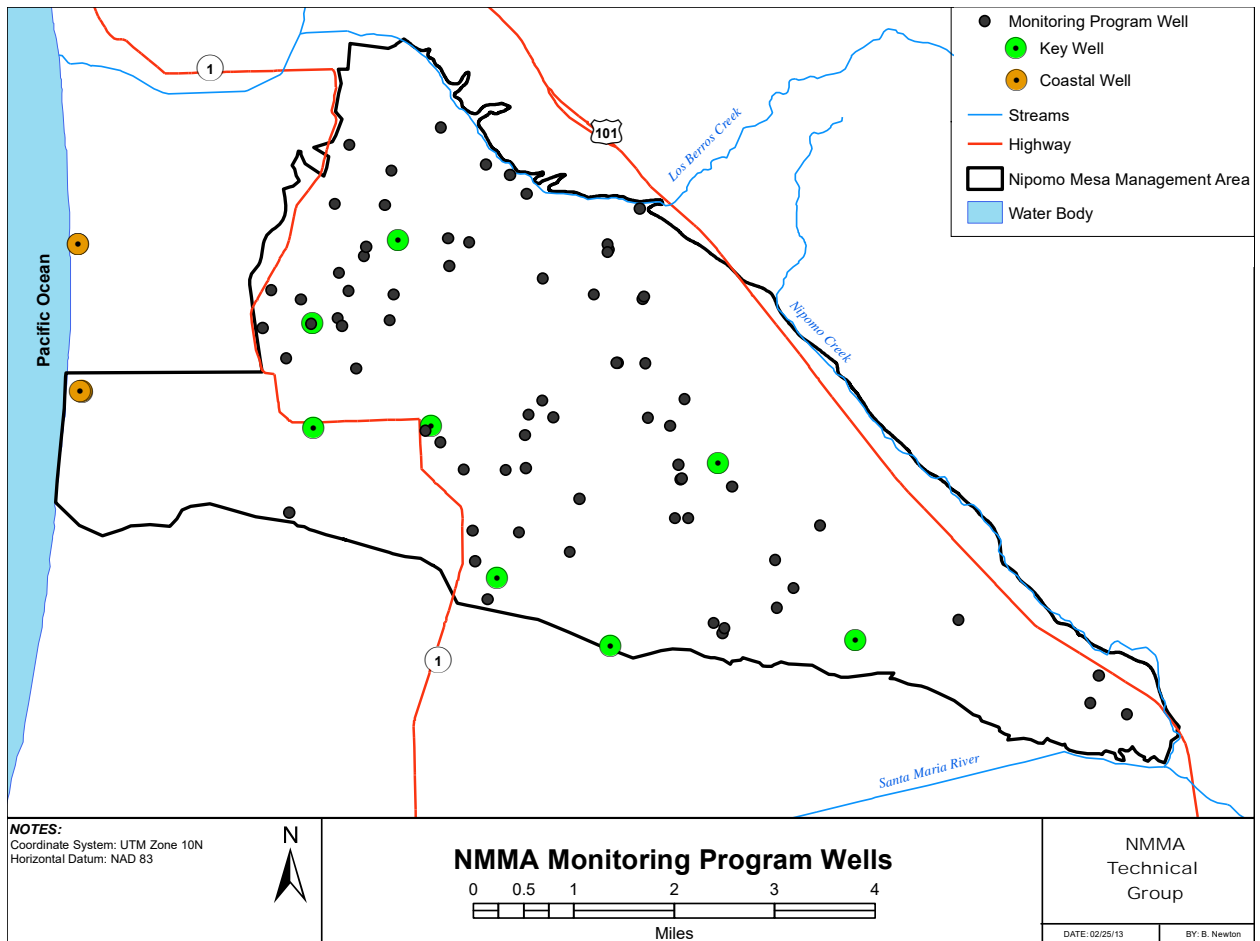 Monitoring Program Well
Key Well
Coastal Well
Streams
Highway
Nipomo Mesa Management Area
Water Body
1
101
Los Berros Creek
Pacific Ocean
Nipomo Creek
1
Santa Maria River
NOTES:
Coordinate System: UTM Zone 10N
Horizontal Datum: NAD 83
N
NMMA Monitoring Program Wells
0 0.5 1 2 3 4
Miles
NMMA
Technical
Group
DATE: 02/25/13
BY: B. Newton